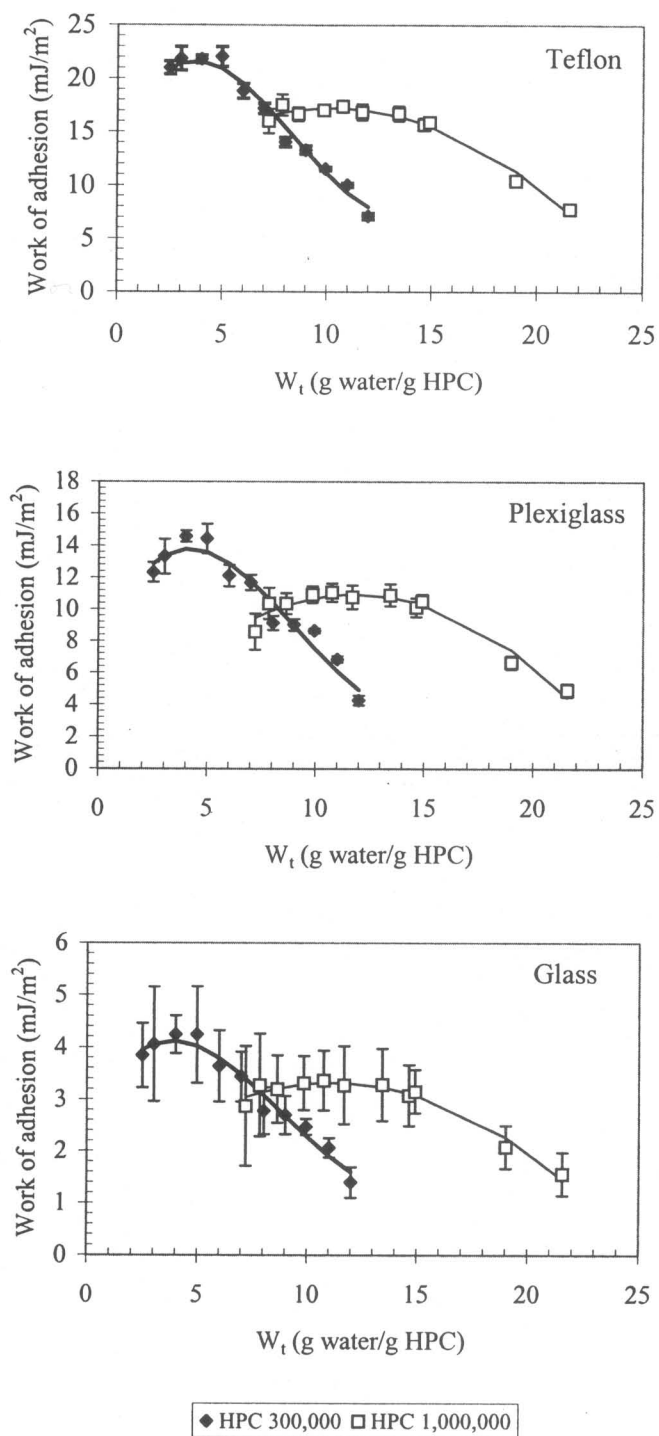 Teflon
Work of adhesion (mJ/m²)
25
20
15
10
5
0
0 5 10 15 20 25
Wₜ (g water/g HPC)
Plexiglass
Work of adhesion (mJ/m²)
18
16
14
12
10
8
6
4
2
0
0 5 10 15 20 25
Wₜ (g water/g HPC)
Glass
Work of adhesion (mJ/m²)
6
5
4
3
2
1
0
0 5 10 15 20 25
Wₜ (g water/g HPC)
HPC 300,000 HPC 1,000,000